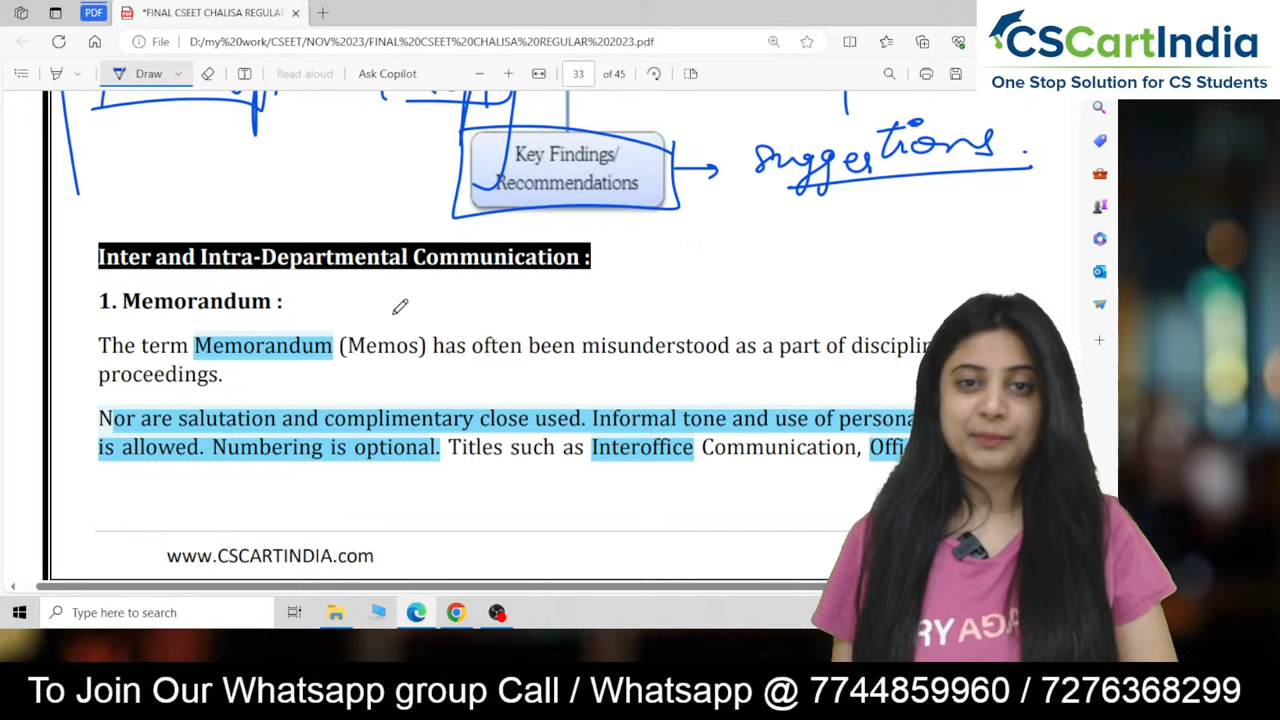 *FINAL CSEET CHALISA REGULAR
File D:/my%20work/CSEET/NOV%2023/FINAL%20CSEET%20CHALISA%20REGULAR%202023.pdf
Draw
Read aloud
Ask Copilot
33 of 45
CSCartIndia
One Stop Solution for CS Students
Key Findings/
Recommendations
suggestions.
Inter and Intra-Departmental Communication :
1. Memorandum :
The term Memorandum (Memos) has often been misunderstood as a part of
proceedings.
Nor are salutation and complimentary close used. Informal tone and use of
is allowed. Numbering is optional. Titles such as Interoffice Communication,
www.CSCARTINDIA.com
Type here to search
To Join Our Whatsapp group Call / Whatsapp @ 7744859960 / 7276368299